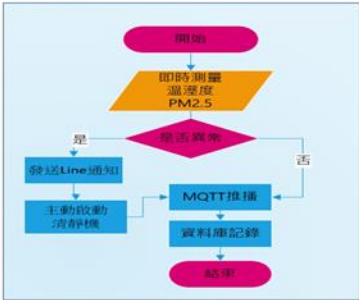 開始
即時測量
溫溼度
PM2.5
是否異常
是
否
發送Line通知
主動啟動
清靜機
MQTT推播
資料庫記錄
結束